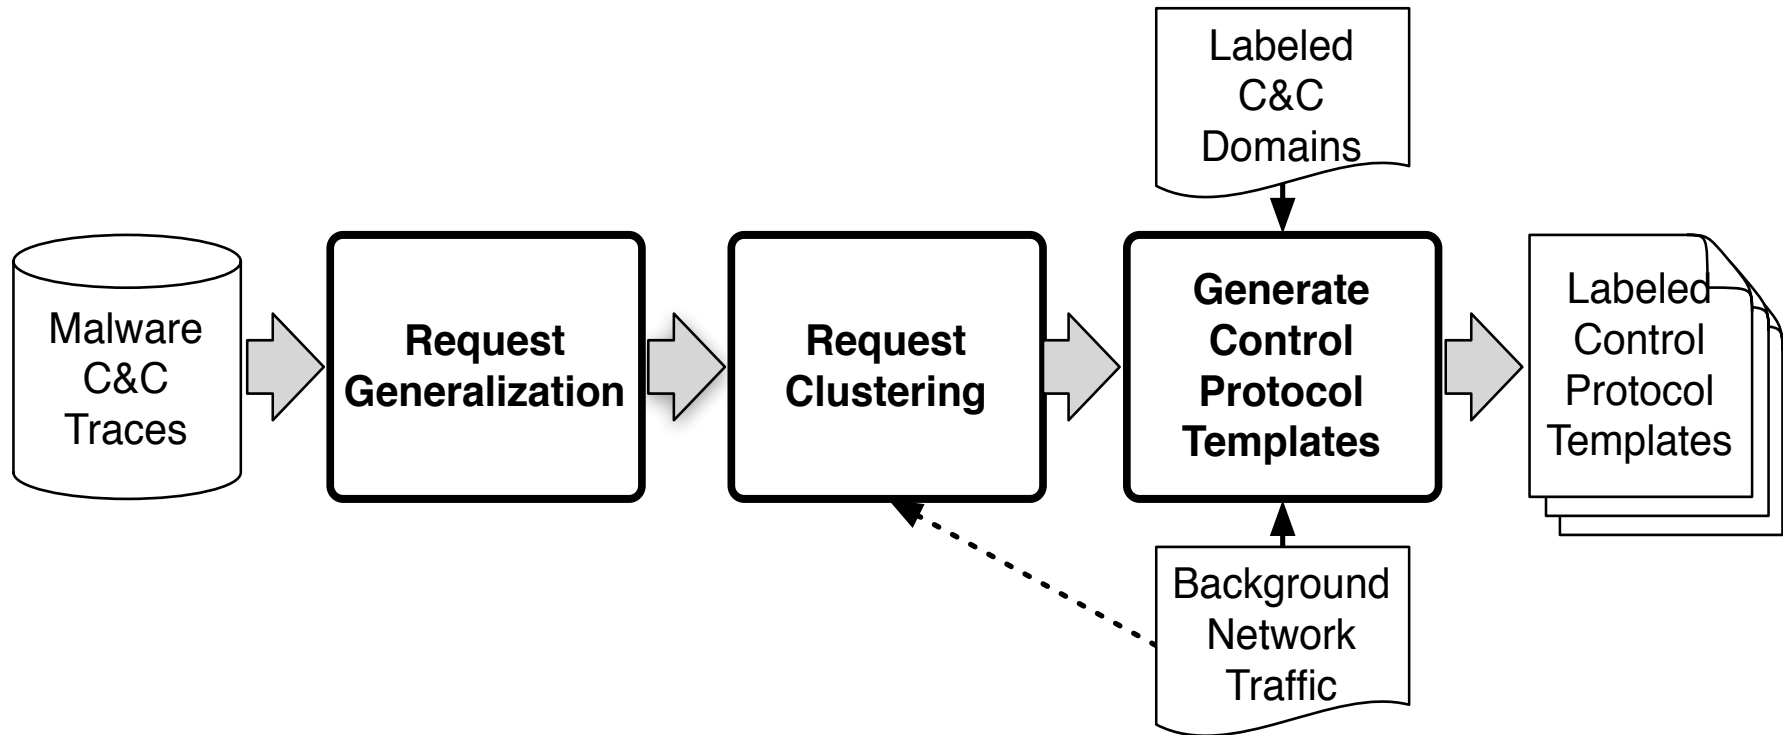 Labeled
C&C
Domains
Malware
C&C
Traces
Request
Generalization
Request
Clustering
Generate
Control
Protocol
Templates
Labeled
Control
Protocol
Templates
Background
Network
Traffic